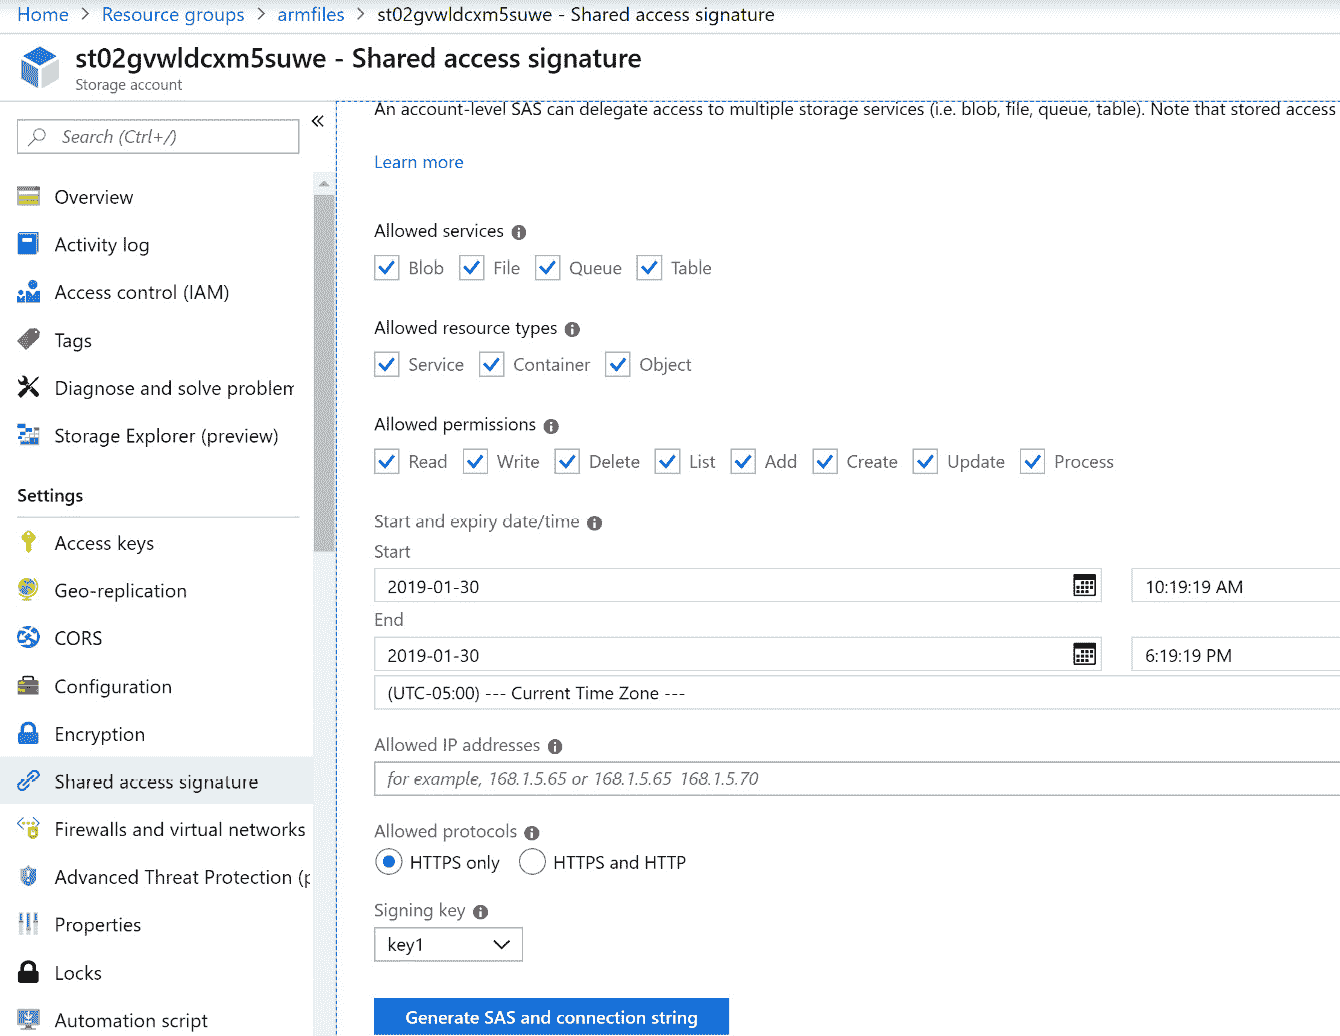 Home > Resource groups > armfiles > st02gvwldcxm5suwe - Shared access signature
st02gvwldcxm5suwe - Shared access signature
Storage account
Search (Ctrl+/)
«
Overview
Activity log
Access control (IAM)
Tags
Diagnose and solve problem
Storage Explorer (preview)
Settings
Access keys
Geo-replication
CORS
Configuration
Encryption
Shared access signature
Firewalls and virtual networks
Advanced Threat Protection (p
Properties
Locks
Automation script
An account-level SAS can delegate access to multiple storage services (i.e. blob, file, queue, table). Note that stored access
Learn more
Allowed services
Blob File Queue Table
Allowed resource types
Service Container Object
Allowed permissions
Read Write Delete List Add Create Update Process
Start and expiry date/time
Start
2019-01-30 10:19:19 AM
End
2019-01-30 6:19:19 PM
(UTC-05:00) --- Current Time Zone ---
Allowed IP addresses
for example, 168.1.5.65 or 168.1.5.65 168.1.5.70
Allowed protocols
HTTPS only HTTPS and HTTP
Signing key
key1
Generate SAS and connection string